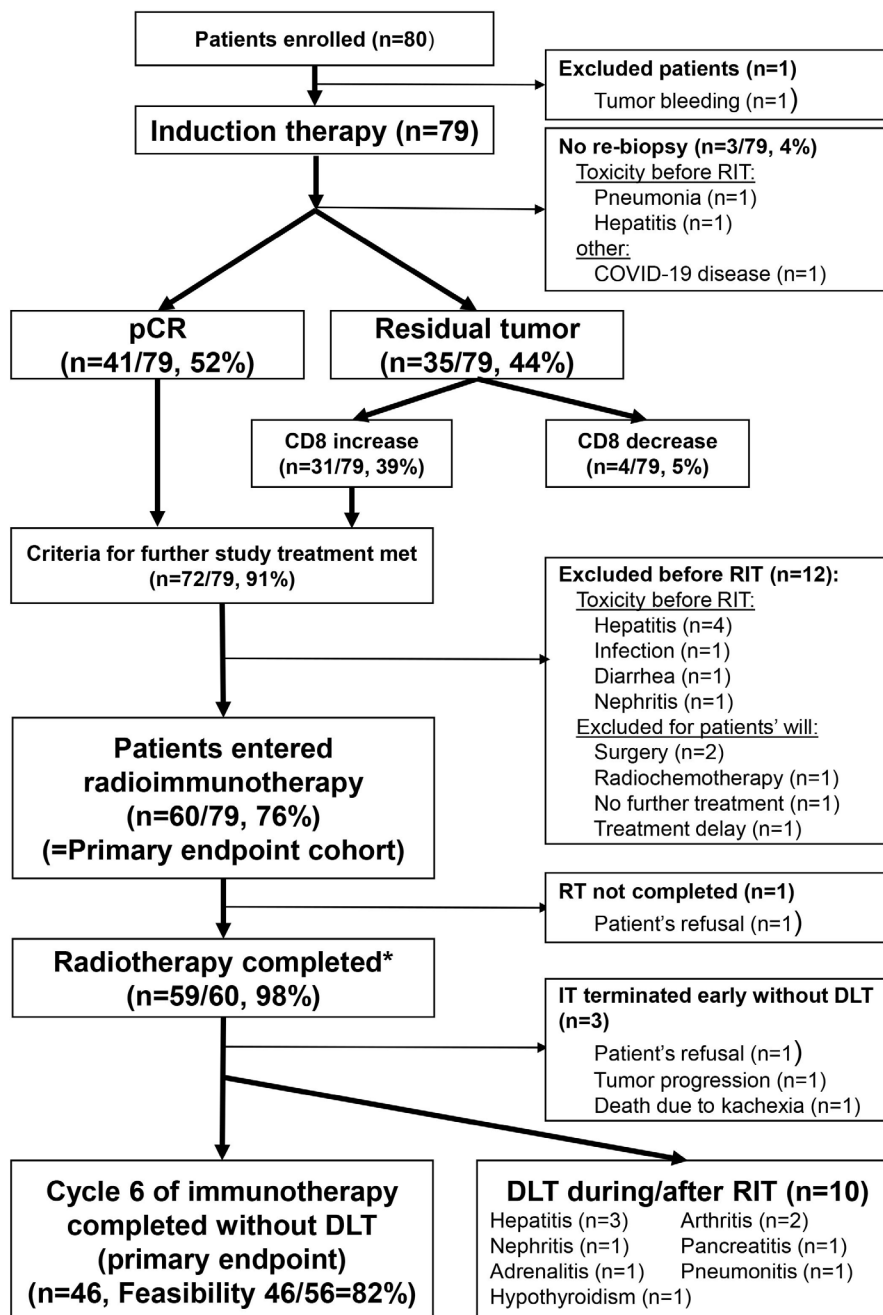 Patients enrolled (n=80)
Excluded patients (n=1)
Tumor bleeding (n=1)
Induction therapy (n=79)
No re-biopsy (n=3/79, 4%)
Toxicity before RIT:
Pneumonia (n=1)
Hepatitis (n=1)
other:
COVID-19 disease (n=1)
pCR
(n=41/79, 52%)
Residual tumor
(n=35/79, 44%)
CD8 increase
(n=31/79, 39%)
CD8 decrease
(n=4/79, 5%)
Criteria for further study treatment met
(n=72/79, 91%)
Excluded before RIT (n=12):
Toxicity before RIT:
Hepatitis (n=4)
Infection (n=1)
Diarrhea (n=1)
Nephritis (n=1)
Excluded for patients' will:
Surgery (n=2)
Radiochemotherapy (n=1)
No further treatment (n=1)
Treatment delay (n=1)
Patients entered
radioimmunotherapy
(n=60/79, 76%)
(=Primary endpoint cohort)
RT not completed (n=1)
Patient's refusal (n=1)
Radiotherapy completed*
(n=59/60, 98%)
IT terminated early without DLT
(n=3)
Patient's refusal (n=1)
Tumor progression (n=1)
Death due to kachexia (n=1)
Cycle 6 of immunotherapy
completed without DLT
(primary endpoint)
(n=46, Feasibility 46/56=82%)
DLT during/after RIT (n=10)
Hepatitis (n=3) Arthritis (n=2)
Nephritis (n=1) Pancreatitis (n=1)
Adrenalitis (n=1) Pneumonitis (n=1)
Hypothyroidism (n=1)